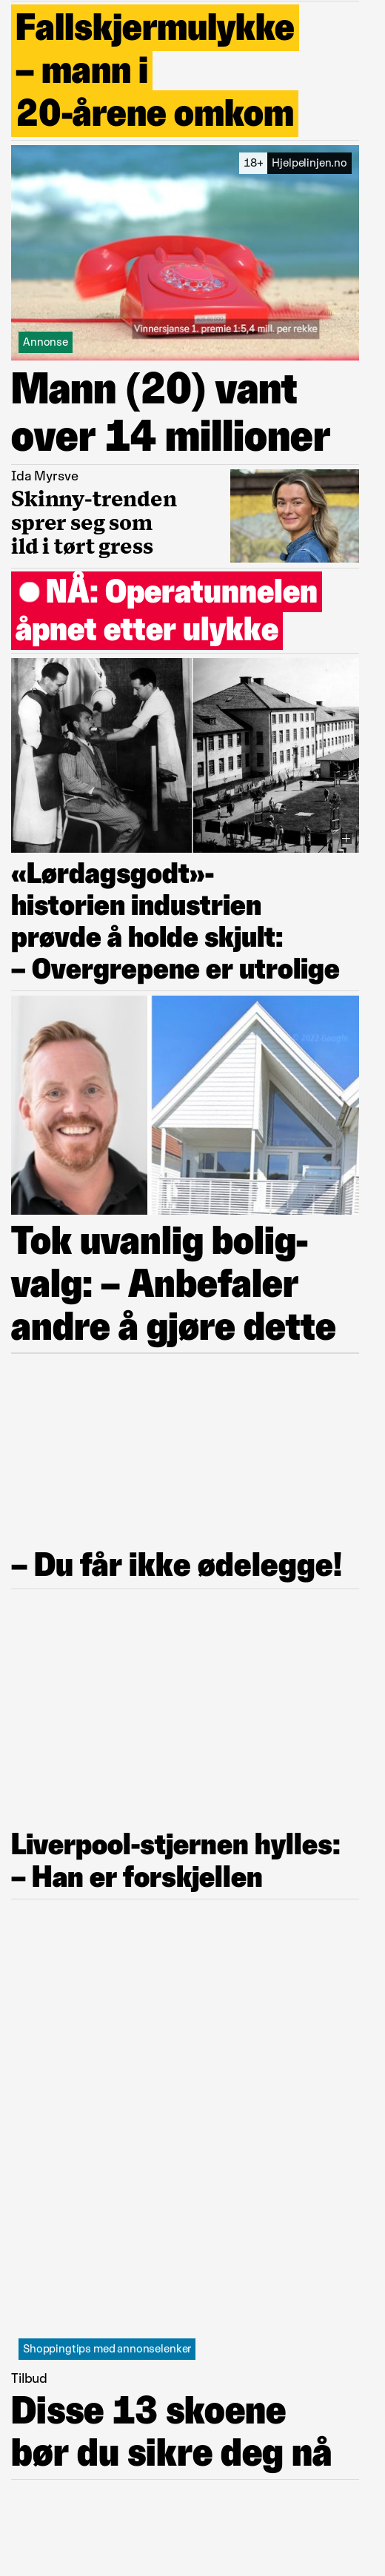 Fallskjermulykke
– mann i
20-årene omkom
18+ Hjelpelinjen.no
Vinnersjanse 1. premie 1:5,4 mill. per rekke
Annonse
Mann (20) vant
over 14 millioner
Ida Myrsve
Skinny-trenden
sprer seg som
ild i tørt gress
NÅ: Operatunnelen
åpnet etter ulykke
«Lørdagsgodt»-
historien industrien
prøvde å holde skjult:
– Overgrepene er utrolige
© 2022 Google
Tok uvanlig bolig-
valg: – Anbefaler
andre å gjøre dette
– Du får ikke ødelegge!
Liverpool-stjernen hylles:
– Han er forskjellen
Shoppingtips med annonselenker
Tilbud
Disse 13 skoene
bør du sikre deg nå